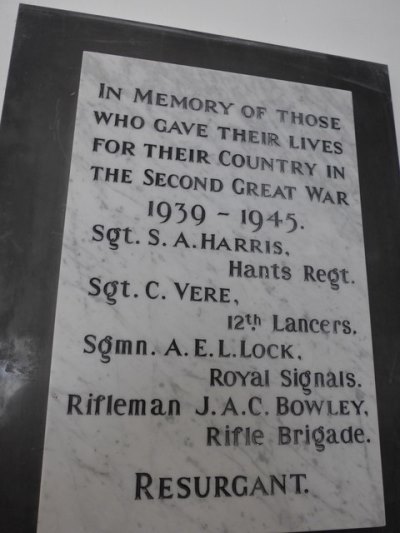 In Memory of those
who gave their lives
for their Country in
the Second Great War
1939 - 1945.
Sgt. S. A. Harris,
Hants Regt.
Sgt. C. Vere,
12th Lancers.
Sgmn. A. E. L. Lock,
Royal Signals.
Rifleman J. A. C. Bowley,
Rifle Brigade.
Resurgant.